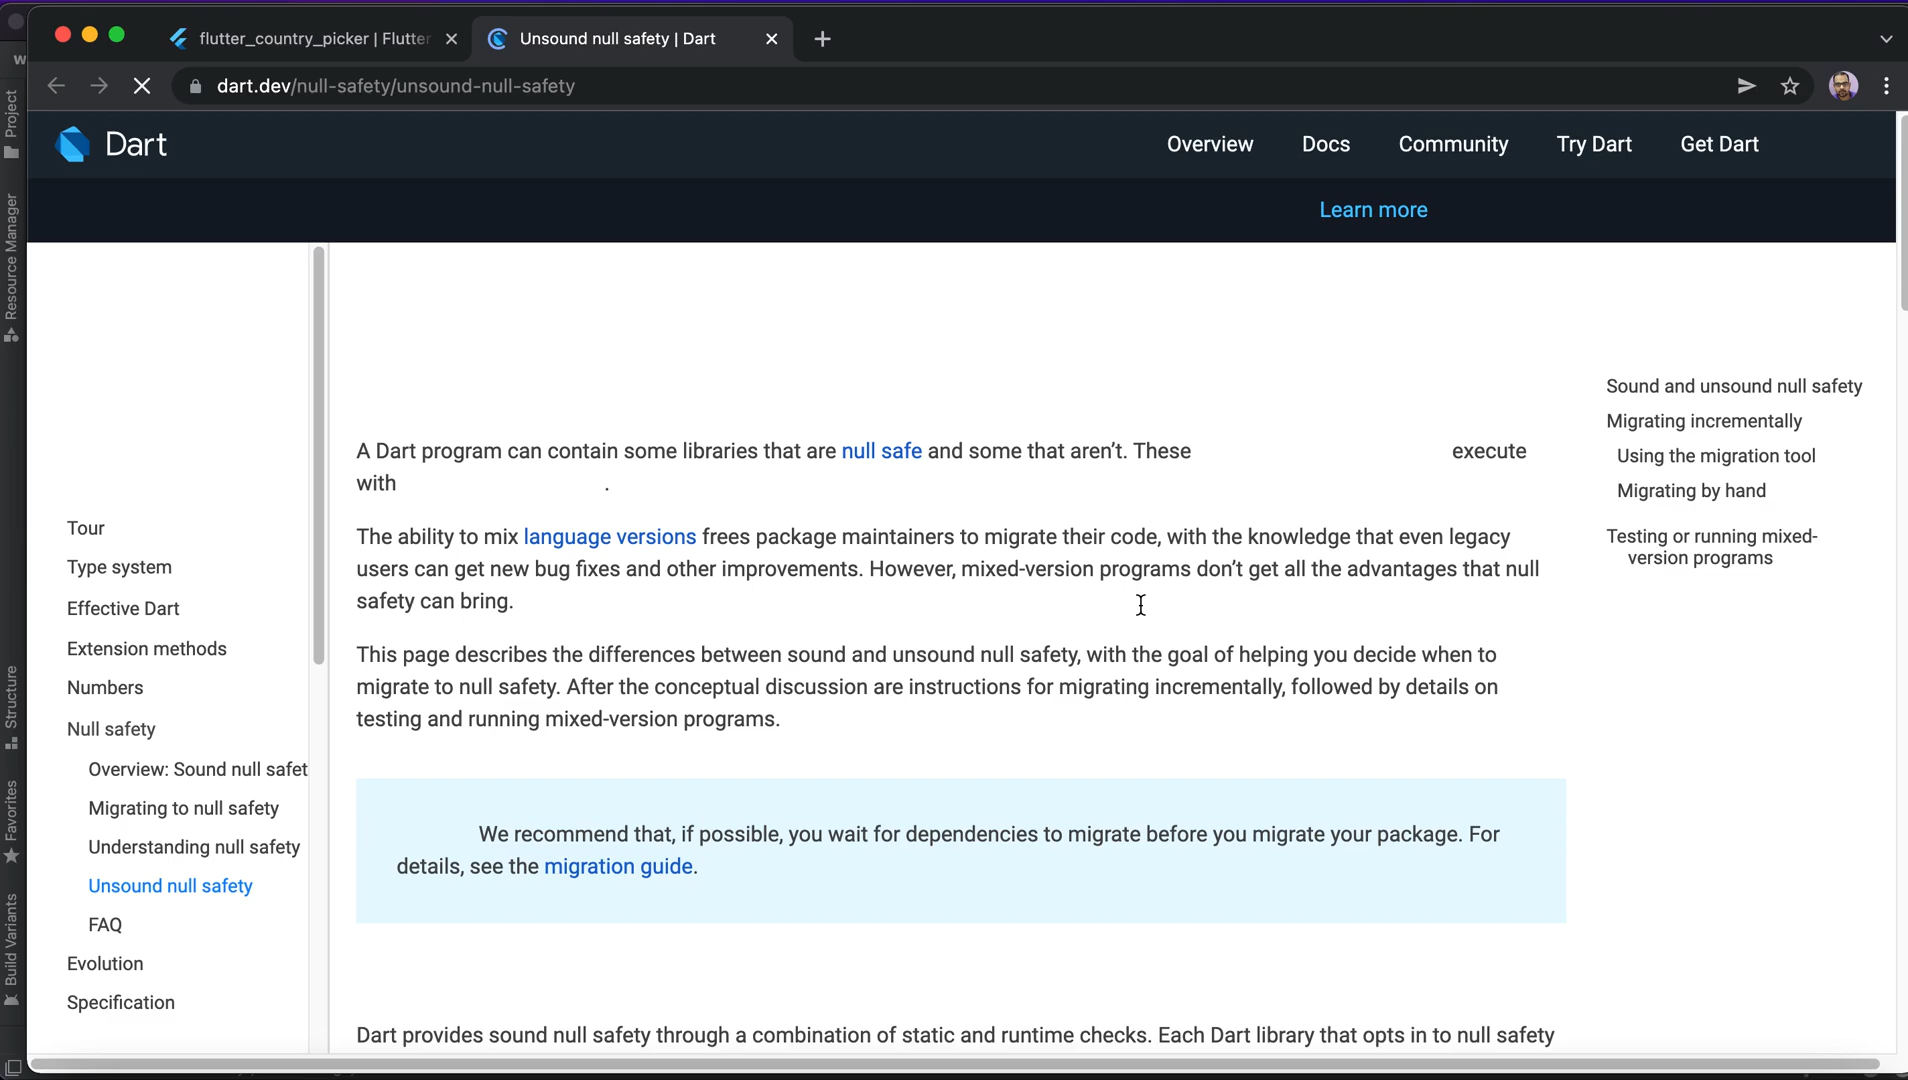 flutter_country_picker | Flutter
Unsound null safety | Dart
dart.dev/null-safety/unsound-null-safety
Dart
Overview
Docs
Community
Try Dart
Get Dart
Learn more
Project
Resource Manager
Structure
Favorites
Build Variants
Tour
Type system
Effective Dart
Extension methods
Numbers
Null safety
Overview: Sound null safet
Migrating to null safety
Understanding null safety
Unsound null safety
FAQ
Evolution
Specification
A Dart program can contain some libraries that are null safe and some that aren’t. These execute
with .
The ability to mix language versions frees package maintainers to migrate their code, with the knowledge that even legacy
users can get new bug fixes and other improvements. However, mixed-version programs don’t get all the advantages that null
safety can bring.
This page describes the differences between sound and unsound null safety, with the goal of helping you decide when to
migrate to null safety. After the conceptual discussion are instructions for migrating incrementally, followed by details on
testing and running mixed-version programs.
We recommend that, if possible, you wait for dependencies to migrate before you migrate your package. For
details, see the migration guide.
Dart provides sound null safety through a combination of static and runtime checks. Each Dart library that opts in to null safety
Sound and unsound null safety
Migrating incrementally
Using the migration tool
Migrating by hand
Testing or running mixed-
version programs